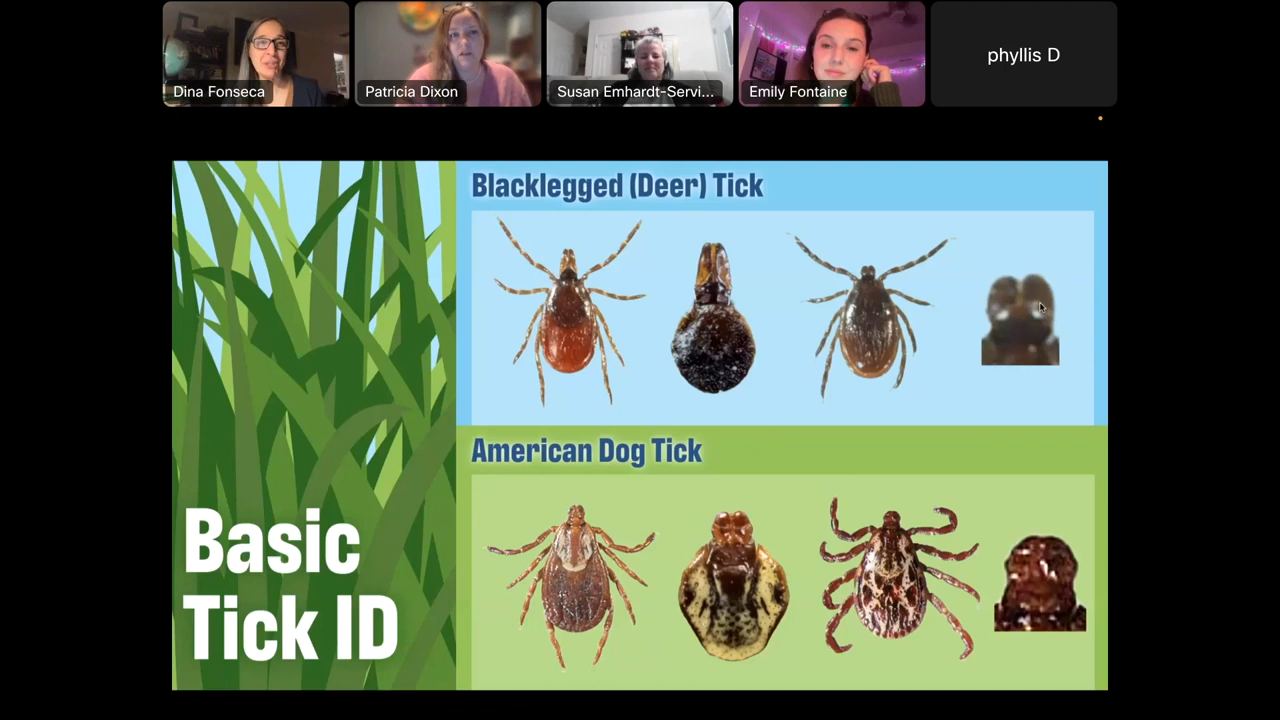 Dina Fonseca
Patricia Dixon
Susan Emhardt-Servi...
Emily Fontaine
phyllis D
Blacklegged (Deer) Tick
American Dog Tick
Basic
Tick ID